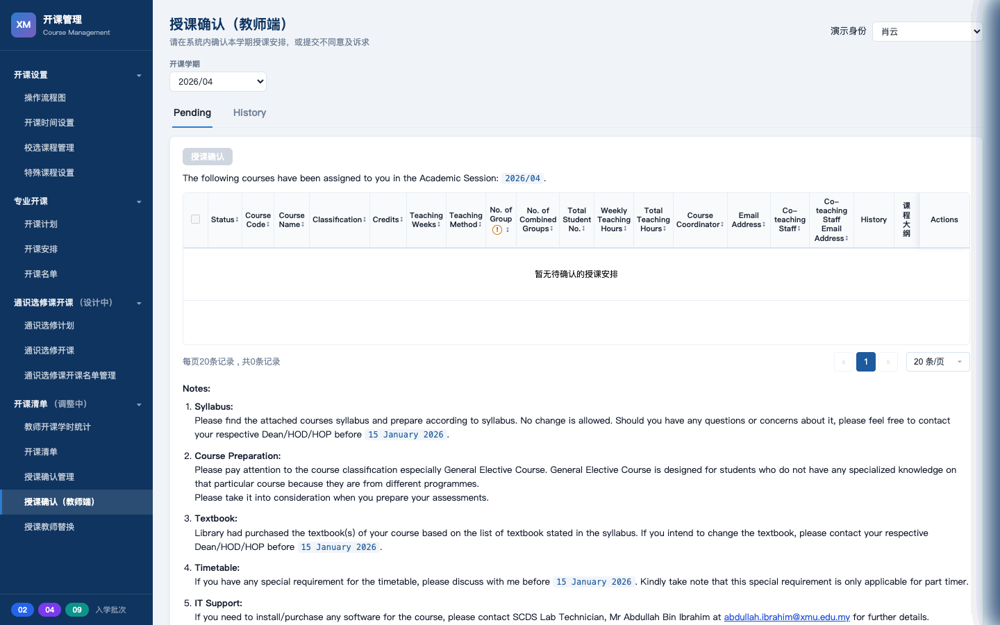 XM
开课管理
Course Management
开课设置
操作流程图
开课时间设置
校选课程管理
特殊课程设置
专业开课
开课计划
开课安排
开课名单
通识选修课开课 （设计中）
通识选修计划
通识选修开课
通识选修课开课名单管理
开课清单 （调整中）
教师开课学时统计
开课清单
授课确认管理
授课确认（教师端）
授课教师替换
02 04 09 入学批次
授课确认（教师端）
请在系统内确认本学期授课安排，或提交不同意及诉求
演示身份 肖云
开课学期
2026/04
Pending History
授课确认
The following courses have been assigned to you in the Academic Session: 2026/04 .
Status
Course Code
Course Name
Classification
Credits
Teaching Weeks
Teaching Method
No. of Group
No. of Combined Groups
Total Student No.
Weekly Teaching Hours
Total Teaching Hours
Course Coordinator
Email Address
Co-teaching Staff
Co-teaching Staff Email Address
History
课程大纲
Actions
暂无待确认的授课安排
每页20条记录 , 共0条记录
« 1 » 20 条/页
Notes:
1. Syllabus:
Please find the attached courses syllabus and prepare according to syllabus. No change is allowed. Should you have any questions or concerns about it, please feel free to contact
your respective Dean/HOD/HOP before 15 January 2026 .
2. Course Preparation:
Please pay attention to the course classification especially General Elective Course. General Elective Course is designed for students who do not have any specialized knowledge on
that particular course because they are from different programmes.
Please take it into consideration when you prepare your assessments.
3. Textbook:
Library had purchased the textbook(s) of your course based on the list of textbook stated in the syllabus. If you intend to change the textbook, please contact your respective
Dean/HOD/HOP before 15 January 2026 .
4. Timetable:
If you have any special requirement for the timetable, please discuss with me before 15 January 2026 . Kindly take note that this special requirement is only applicable for part timer.
5. IT Support:
If you need to install/purchase any software for the course, please contact SCDS Lab Technician, Mr Abdullah Bin Ibrahim at abdullah.ibrahim@xmu.edu.my for further details.